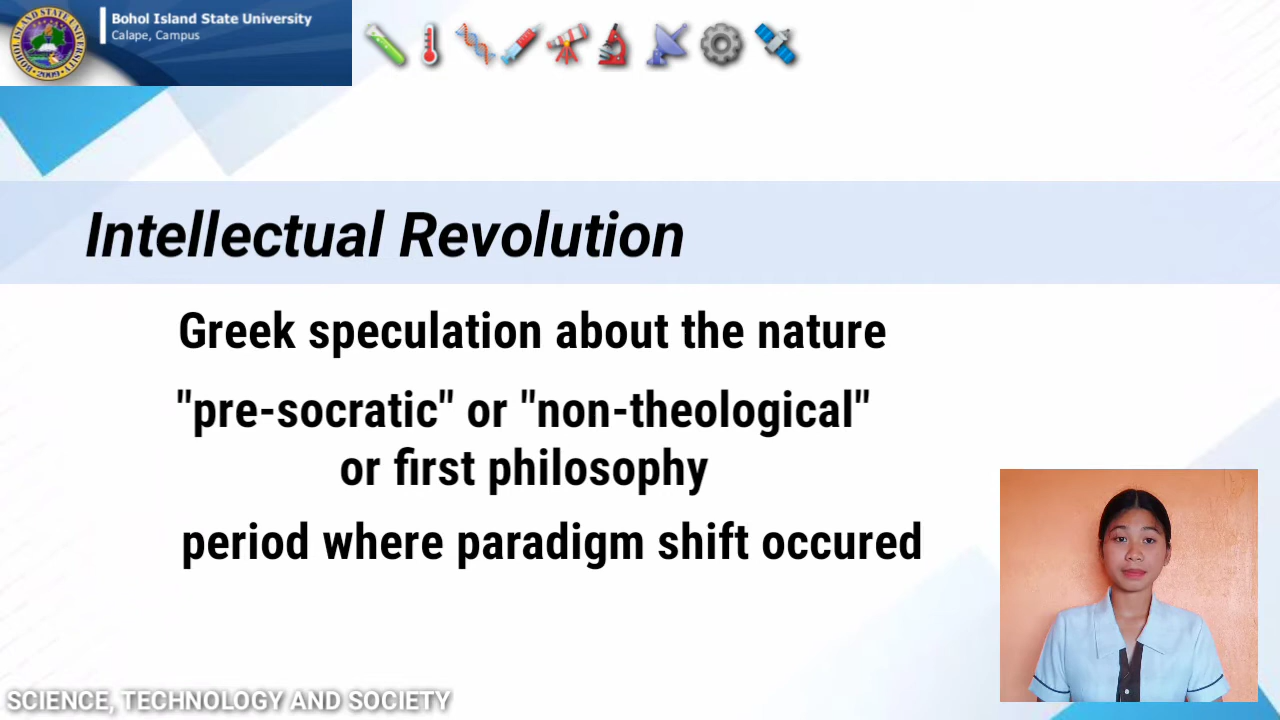 Bohol Island State University
Calape, Campus
Intellectual Revolution
Greek speculation about the nature
"pre-socratic" or "non-theological"
or first philosophy
period where paradigm shift occured
SCIENCE, TECHNOLOGY AND SOCIETY